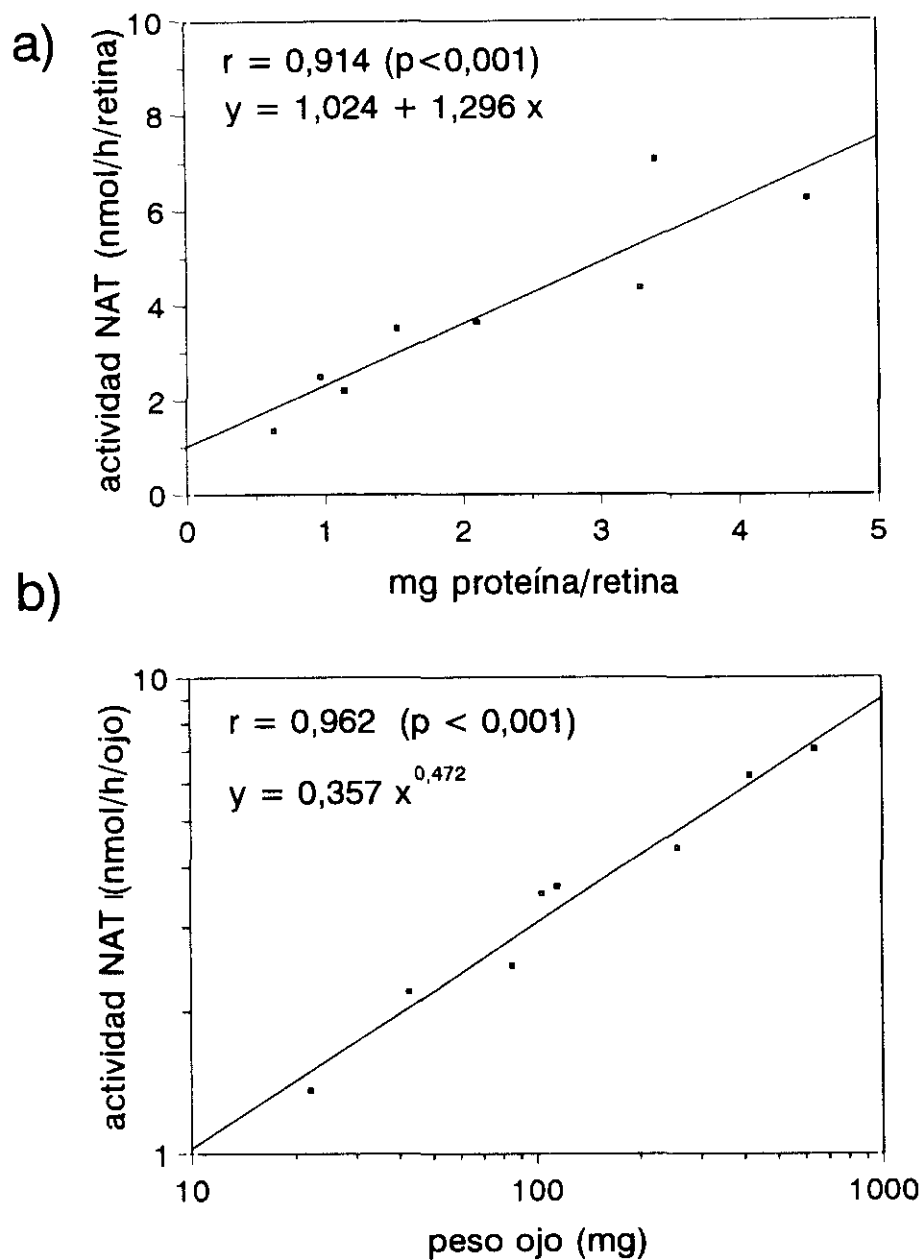 a)
r = 0,914 (p<0,001)
y = 1,024 + 1,296 x
actividad NAT (nmol/h/retina)
10
8
6
4
2
0
0 1 2 3 4 5
mg proteína/retina
b)
r = 0,962 (p < 0,001)
y = 0,357 x^0,472
actividad NAT (nmol/h/ojo)
10
1
10 100 1000
peso ojo (mg)